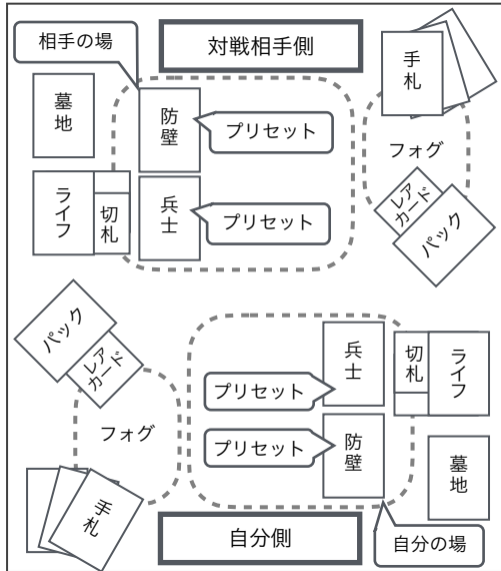 相手の場
対戦相手側
手札
墓地
防壁
プリセット
フォグ
ライフ
切札
兵士
プリセット
レア
カード
パック
パック
レア
カード
兵士
切札
ライフ
プリセット
フォグ
プリセット
防壁
墓地
手札
自分側
自分の場